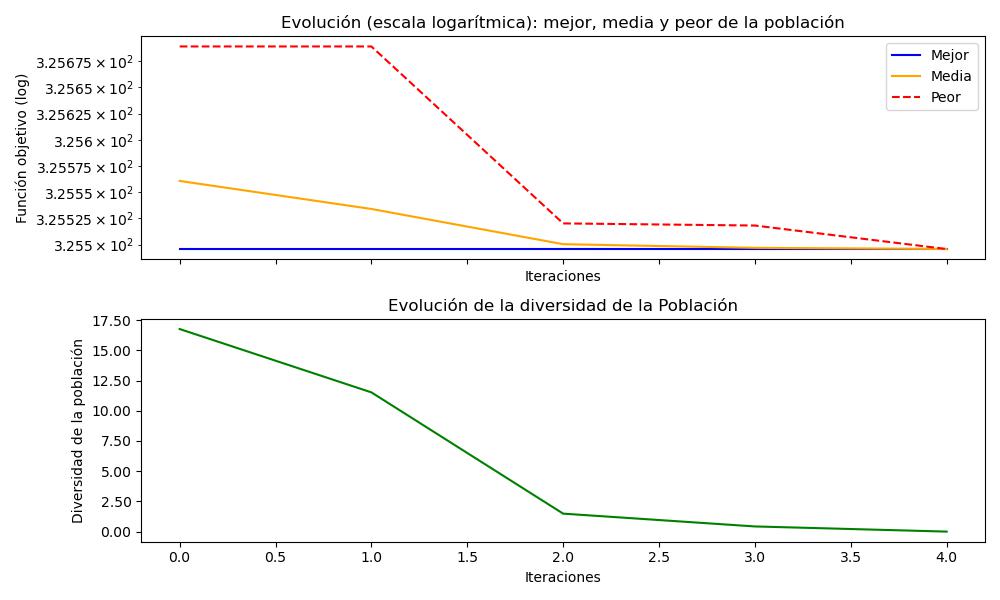 Evolución (escala logarítmica): mejor, media y peor de la población
Función objetivo (log)
3.25675 × 10²
3.2565 × 10²
3.25625 × 10²
3.256 × 10²
3.25575 × 10²
3.2555 × 10²
3.25525 × 10²
3.255 × 10²
Mejor
Media
Peor
Iteraciones
Evolución de la diversidad de la Población
Diversidad de la población
17.50
15.00
12.50
10.00
7.50
5.00
2.50
0.00
0.0 0.5 1.0 1.5 2.0 2.5 3.0 3.5 4.0
Iteraciones